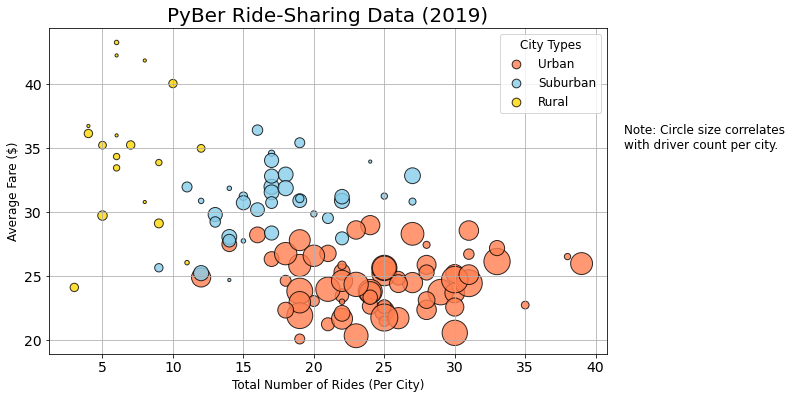 PyBer Ride-Sharing Data (2019)
City Types
Urban
Suburban
Rural
Note: Circle size correlates
with driver count per city.
Average Fare ($)
40
35
30
25
20
5 10 15 20 25 30 35 40
Total Number of Rides (Per City)